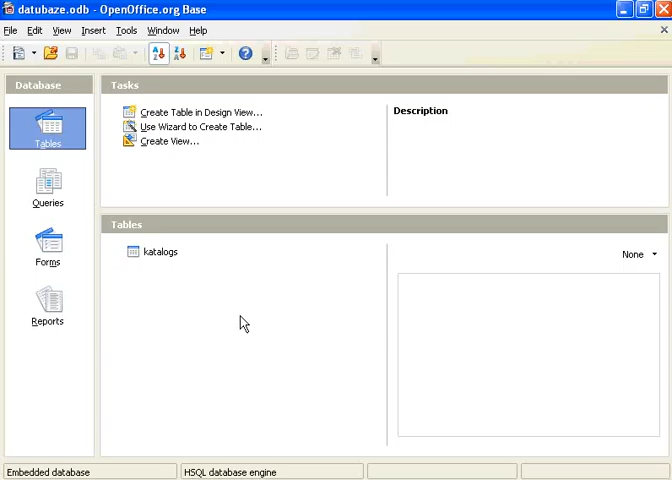 datubaze.odb - OpenOffice.org Base
File Edit View Insert Tools Window Help
Database
Tables
Queries
Forms
Reports
Tasks
Create Table in Design View...
Use Wizard to Create Table...
Create View...
Description
Tables
katalogs
None
Embedded database
HSQL database engine